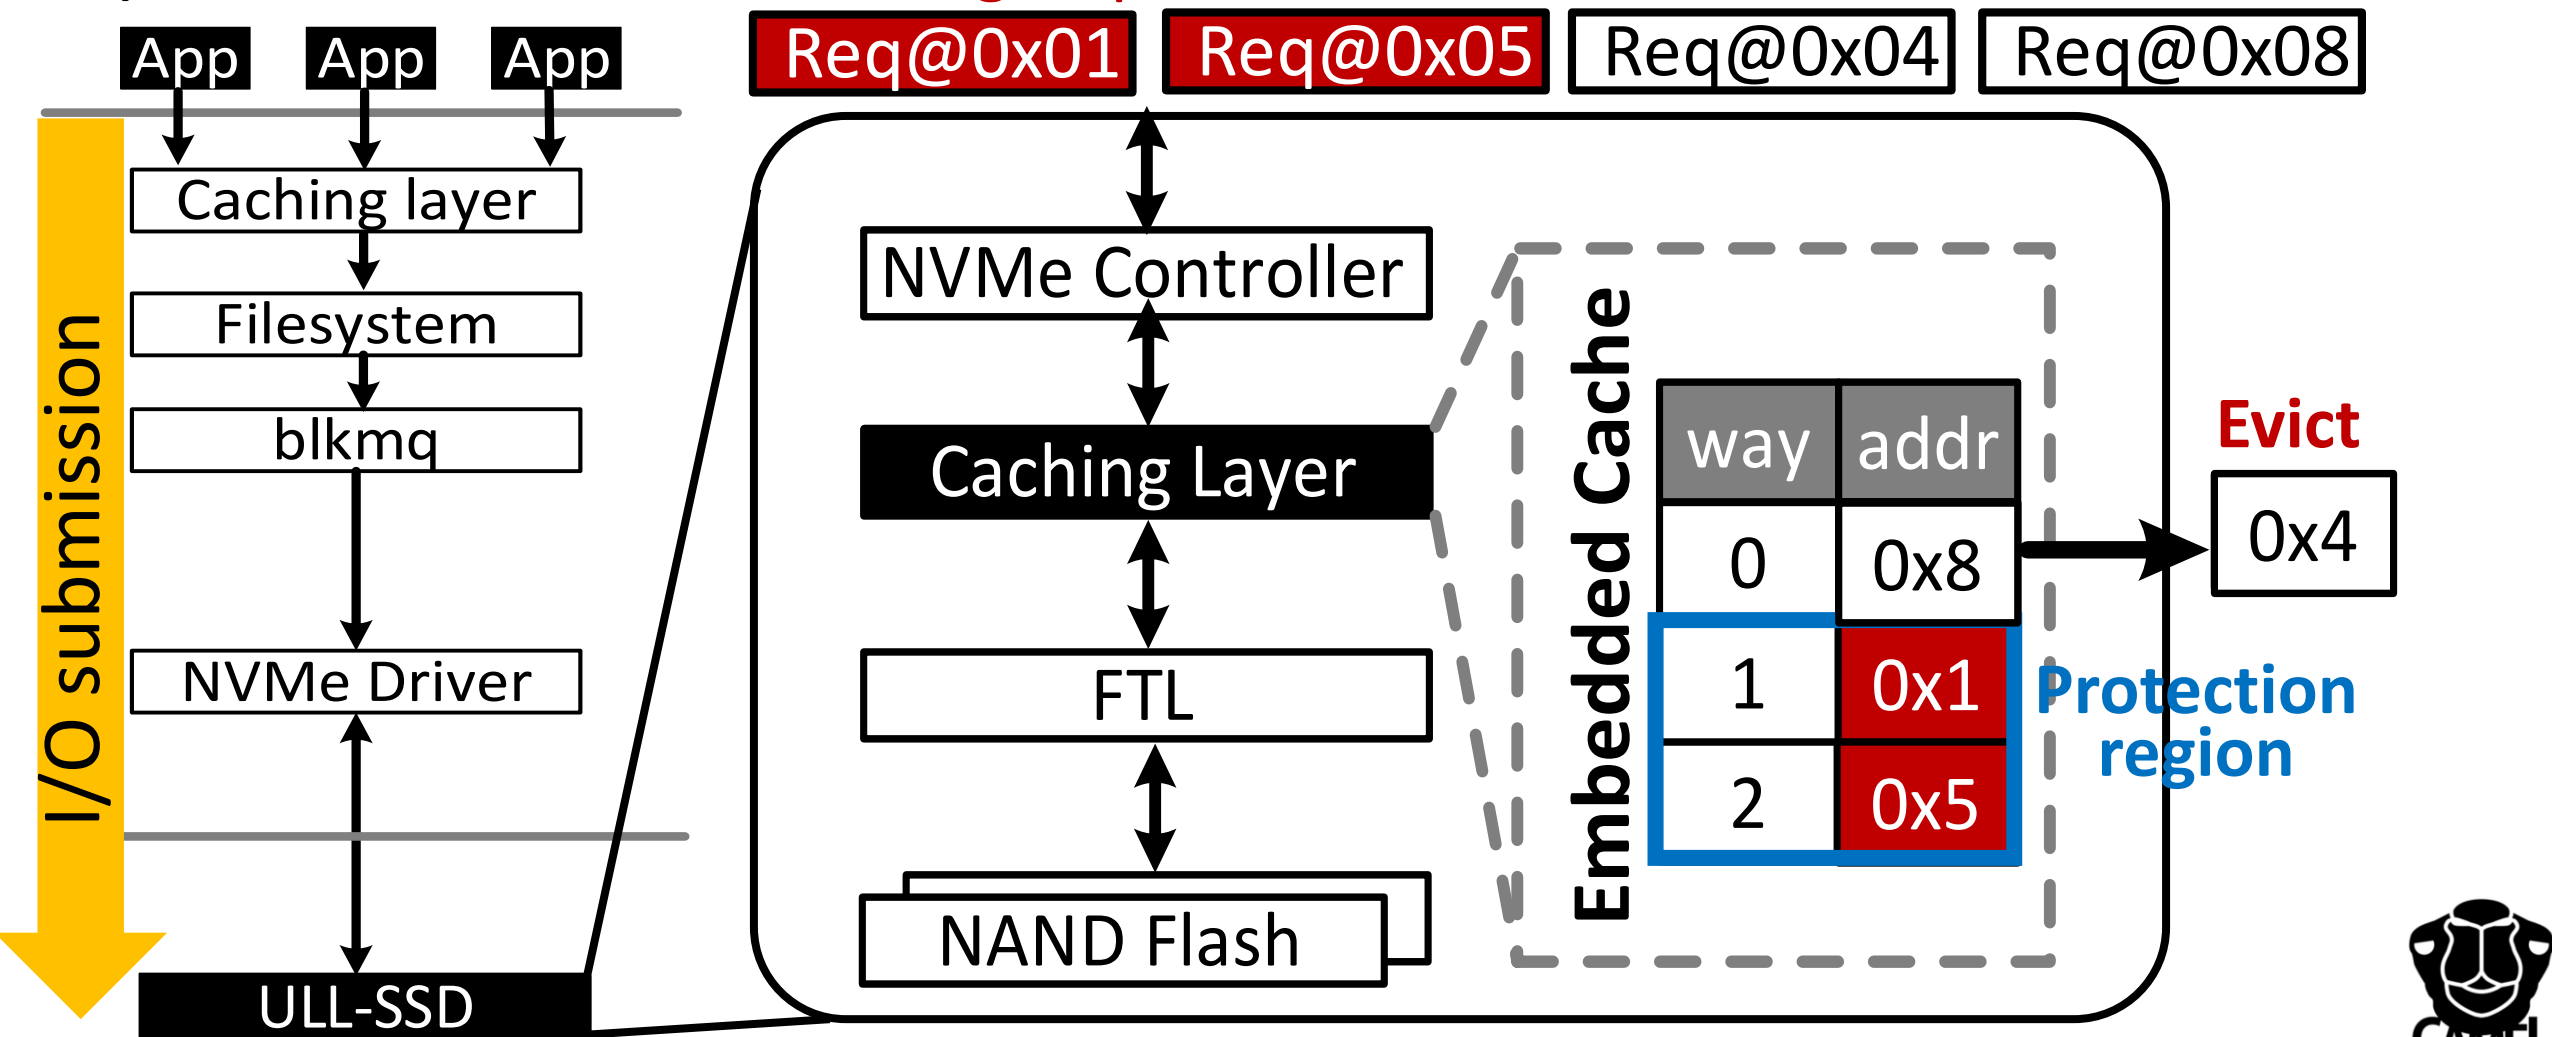 Req@0x01 Req@0x05 Req@0x04 Req@0x08
App App App
Caching layer
Filesystem
blkmq
NVMe Driver
ULL-SSD
I/O submission
NVMe Controller
Caching Layer
FTL
NAND Flash
Embedded Cache
way addr
0 0x8
1 0x1
2 0x5
Evict
0x4
Protection
region